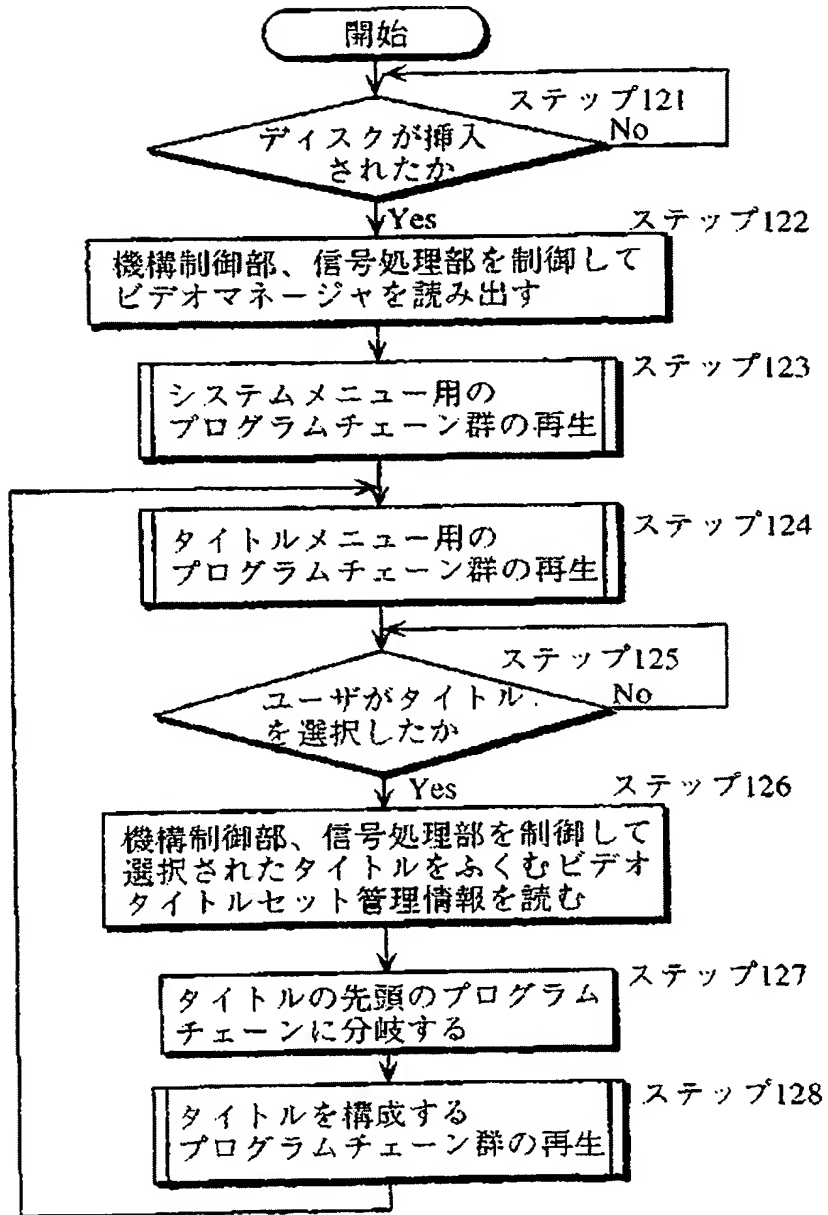 開始
ステップ121
ディスクが挿入
されたか
No
Yes
ステップ122
機構制御部、信号処理部を制御して
ビデオマネージャを読み出す
ステップ123
システムメニュー用の
プログラムチェーン群の再生
ステップ124
タイトルメニュー用の
プログラムチェーン群の再生
ステップ125
ユーザがタイトル
を選択したか
No
Yes
ステップ126
機構制御部、信号処理部を制御して
選択されたタイトルをふくむビデオ
タイトルセット管理情報を読む
ステップ127
タイトルの先頭のプログラム
チェーンに分岐する
ステップ128
タイトルを構成する
プログラムチェーン群の再生